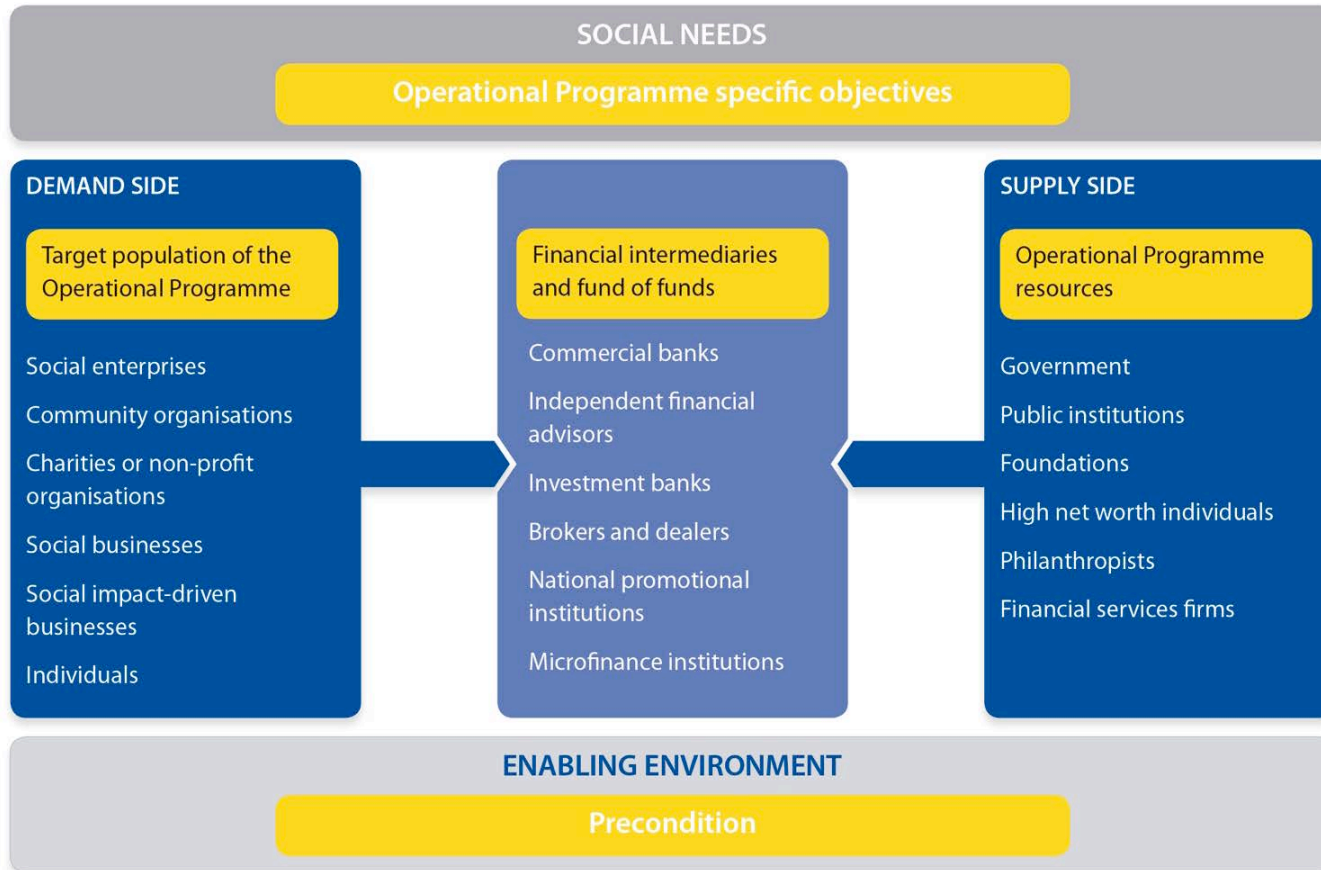 SOCIAL NEEDS
Operational Programme specific objectives
DEMAND SIDE
Target population of the
Operational Programme
Social enterprises
Community organisations
Charities or non-profit
organisations
Social businesses
Social impact-driven
businesses
Individuals
Financial intermediaries
and fund of funds
Commercial banks
Independent financial
advisors
Investment banks
Brokers and dealers
National promotional
institutions
Microfinance institutions
SUPPLY SIDE
Operational Programme
resources
Government
Public institutions
Foundations
High net worth individuals
Philanthropists
Financial services firms
ENABLING ENVIRONMENT
Precondition